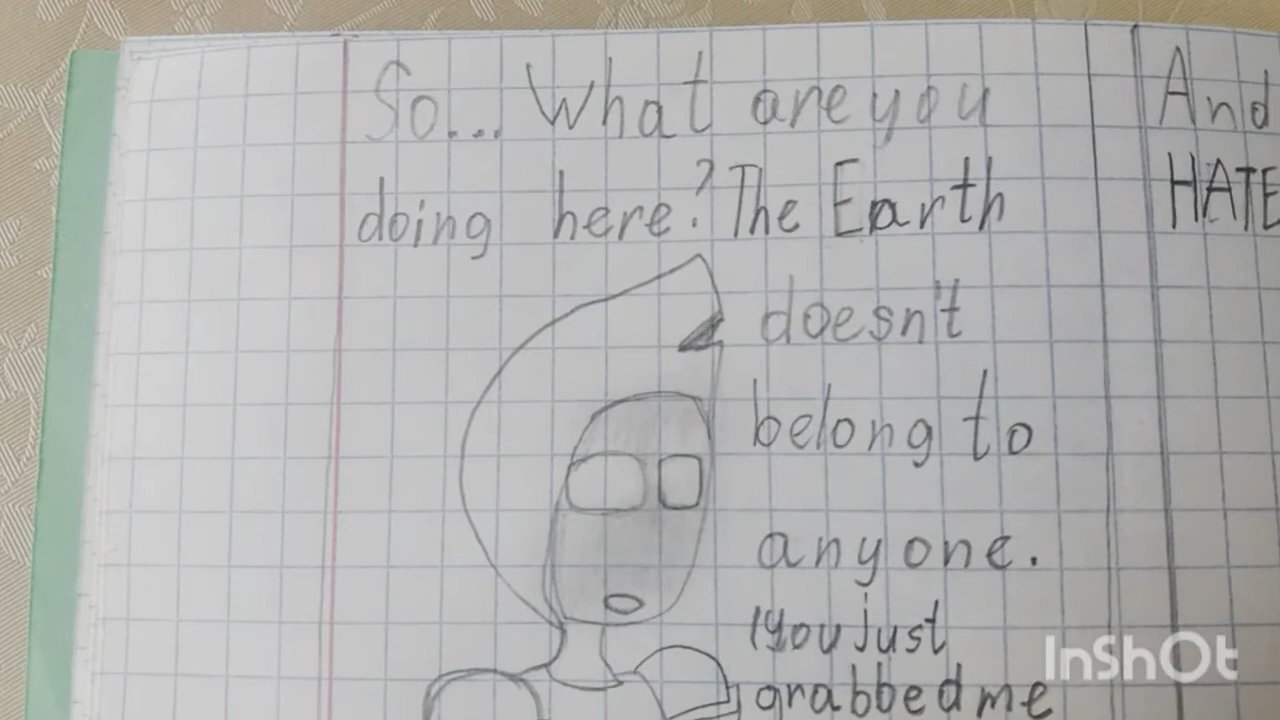 So... What are you
doing here? The Earth
doesn't
belong to
anyone.
(You just
grabbed me
And
HATE
InShOt